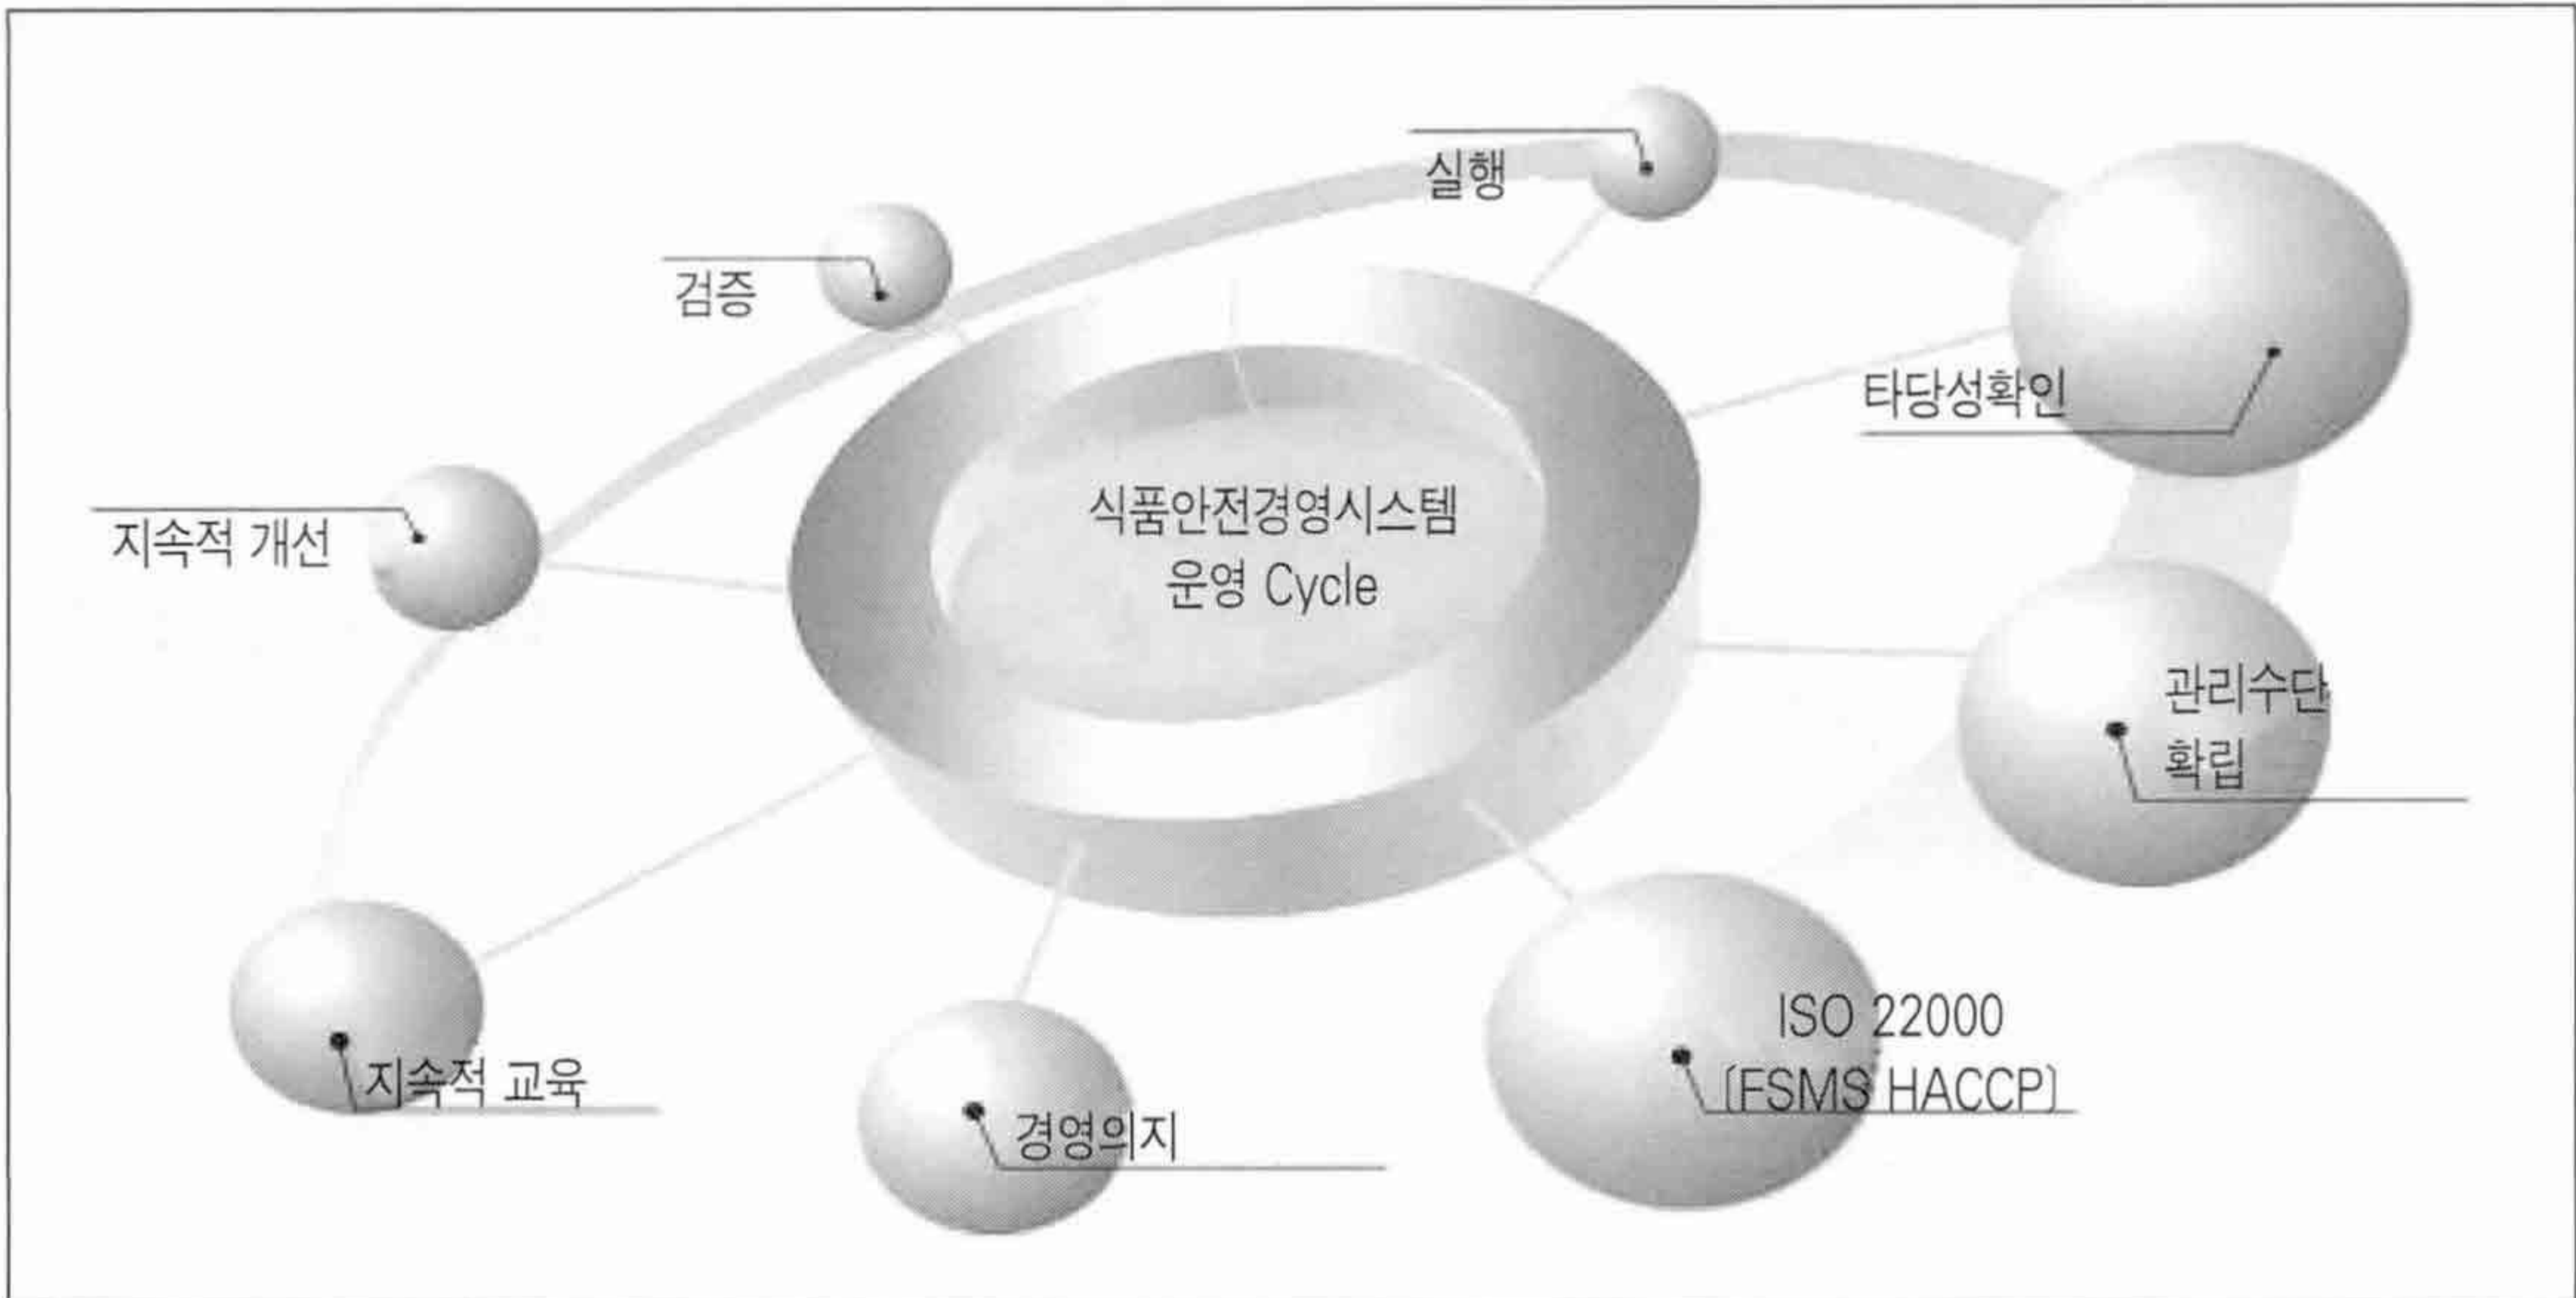 실행
검증
타당성확인
식품안전경영시스템
운영 Cycle
지속적 개선
관리수단
확립
ISO 22000
(FSMS HACCP)
지속적 교육
경영의지